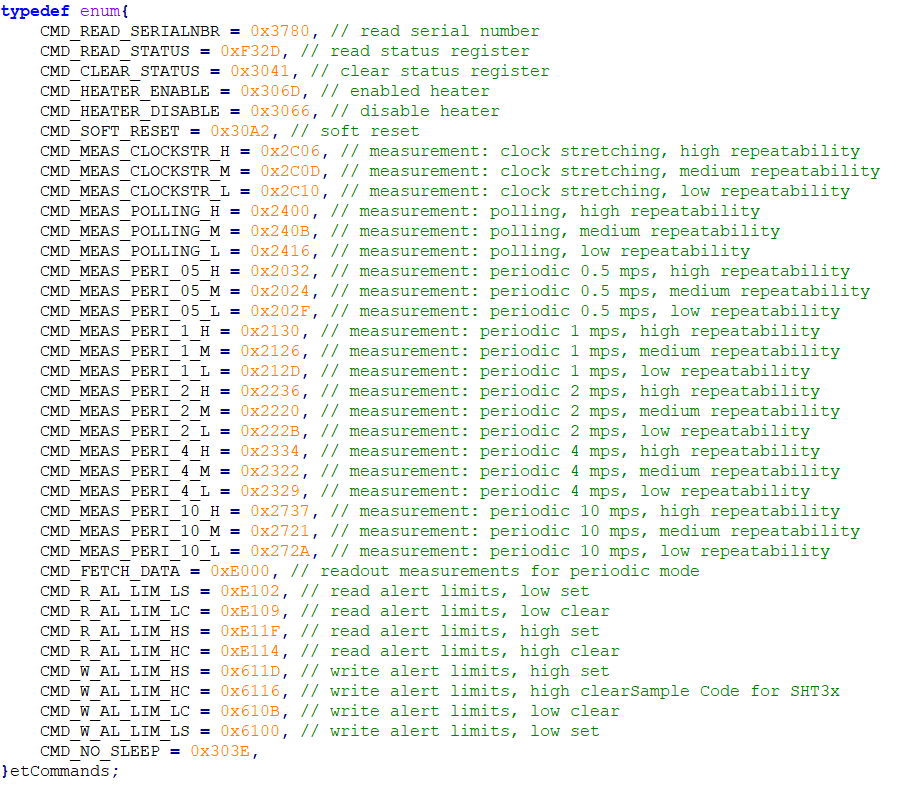 typedef enum{
CMD_READ_SERIALNBR = 0x3780, // read serial number
CMD_READ_STATUS = 0xF32D, // read status register
CMD_CLEAR_STATUS = 0x3041, // clear status register
CMD_HEATER_ENABLE = 0x306D, // enabled heater
CMD_HEATER_DISABLE = 0x3066, // disable heater
CMD_SOFT_RESET = 0x30A2, // soft reset
CMD_MEAS_CLOCKSTR_H = 0x2C06, // measurement: clock stretching, high repeatability
CMD_MEAS_CLOCKSTR_M = 0x2C0D, // measurement: clock stretching, medium repeatability
CMD_MEAS_CLOCKSTR_L = 0x2C10, // measurement: clock stretching, low repeatability
CMD_MEAS_POLLING_H = 0x2400, // measurement: polling, high repeatability
CMD_MEAS_POLLING_M = 0x240B, // measurement: polling, medium repeatability
CMD_MEAS_POLLING_L = 0x2416, // measurement: polling, low repeatability
CMD_MEAS_PERI_05_H = 0x2032, // measurement: periodic 0.5 mps, high repeatability
CMD_MEAS_PERI_05_M = 0x2024, // measurement: periodic 0.5 mps, medium repeatability
CMD_MEAS_PERI_05_L = 0x202F, // measurement: periodic 0.5 mps, low repeatability
CMD_MEAS_PERI_1_H = 0x2130, // measurement: periodic 1 mps, high repeatability
CMD_MEAS_PERI_1_M = 0x2126, // measurement: periodic 1 mps, medium repeatability
CMD_MEAS_PERI_1_L = 0x212D, // measurement: periodic 1 mps, low repeatability
CMD_MEAS_PERI_2_H = 0x2236, // measurement: periodic 2 mps, high repeatability
CMD_MEAS_PERI_2_M = 0x2220, // measurement: periodic 2 mps, medium repeatability
CMD_MEAS_PERI_2_L = 0x222B, // measurement: periodic 2 mps, low repeatability
CMD_MEAS_PERI_4_H = 0x2334, // measurement: periodic 4 mps, high repeatability
CMD_MEAS_PERI_4_M = 0x2322, // measurement: periodic 4 mps, medium repeatability
CMD_MEAS_PERI_4_L = 0x2329, // measurement: periodic 4 mps, low repeatability
CMD_MEAS_PERI_10_H = 0x2737, // measurement: periodic 10 mps, high repeatability
CMD_MEAS_PERI_10_M = 0x2721, // measurement: periodic 10 mps, medium repeatability
CMD_MEAS_PERI_10_L = 0x272A, // measurement: periodic 10 mps, low repeatability
CMD_FETCH_DATA = 0xE000, // readout measurements for periodic mode
CMD_R_AL_LIM_LS = 0xE102, // read alert limits, low set
CMD_R_AL_LIM_LC = 0xE109, // read alert limits, low clear
CMD_R_AL_LIM_HS = 0xE11F, // read alert limits, high set
CMD_R_AL_LIM_HC = 0xE114, // read alert limits, high clear
CMD_W_AL_LIM_HS = 0x611D, // write alert limits, high set
CMD_W_AL_LIM_HC = 0x6116, // write alert limits, high clearSample Code for SHT3x
CMD_W_AL_LIM_LC = 0x610B, // write alert limits, low clear
CMD_W_AL_LIM_LS = 0x6100, // write alert limits, low set
CMD_NO_SLEEP = 0x303E,
}etCommands;